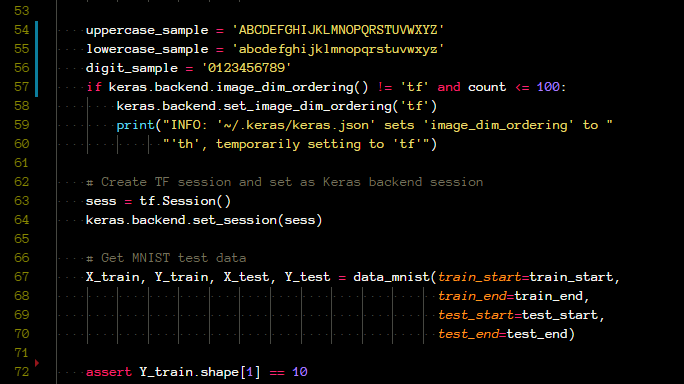 53
54 uppercase_sample = 'ABCDEFGHIJKLMNOPQRSTUVWXYZ'
55 lowercase_sample = 'abcdefghijklmnopqrstuvwxyz'
56 digit_sample = '0123456789'
57 if keras.backend.image_dim_ordering() != 'tf' and count <= 100:
58 keras.backend.set_image_dim_ordering('tf')
59 print("INFO: '~/.keras/keras.json' sets 'image_dim_ordering' to "
60 "'th', temporarily setting to 'tf'")
61
62 # Create TF session and set as Keras backend session
63 sess = tf.Session()
64 keras.backend.set_session(sess)
65
66 # Get MNIST test data
67 X_train, Y_train, X_test, Y_test = data_mnist(train_start=train_start,
68 train_end=train_end,
69 test_start=test_start,
70 test_end=test_end)
71
72 assert Y_train.shape[1] == 10